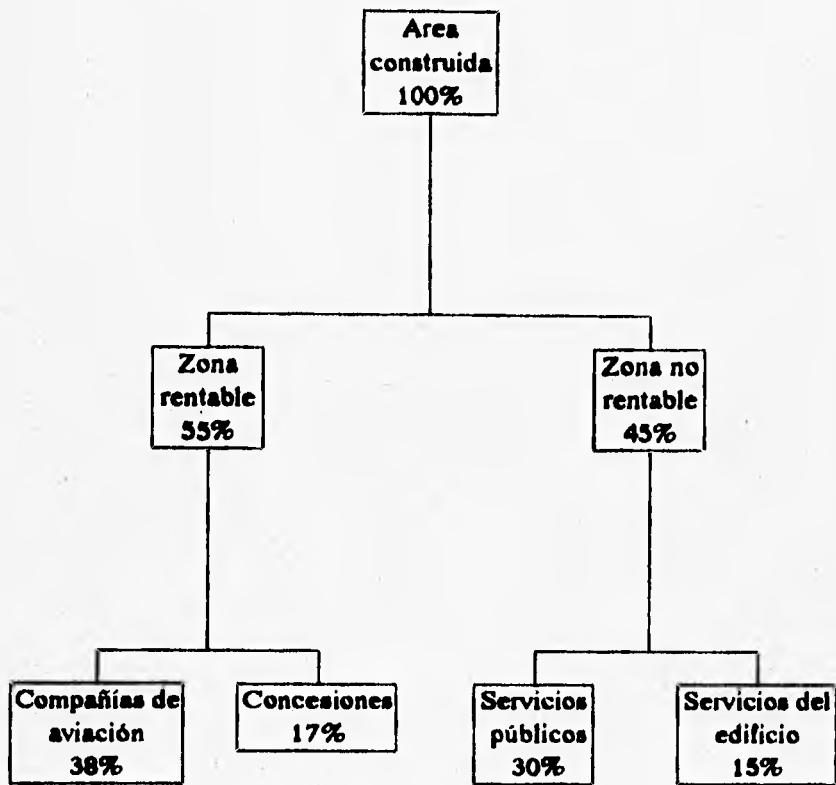 Area
construida
100%
Zona
rentable
55%
Zona no
rentable
45%
Compañías de
aviación
38%
Concesiones
17%
Servicios
públicos
30%
Servicios del
edificio
15%